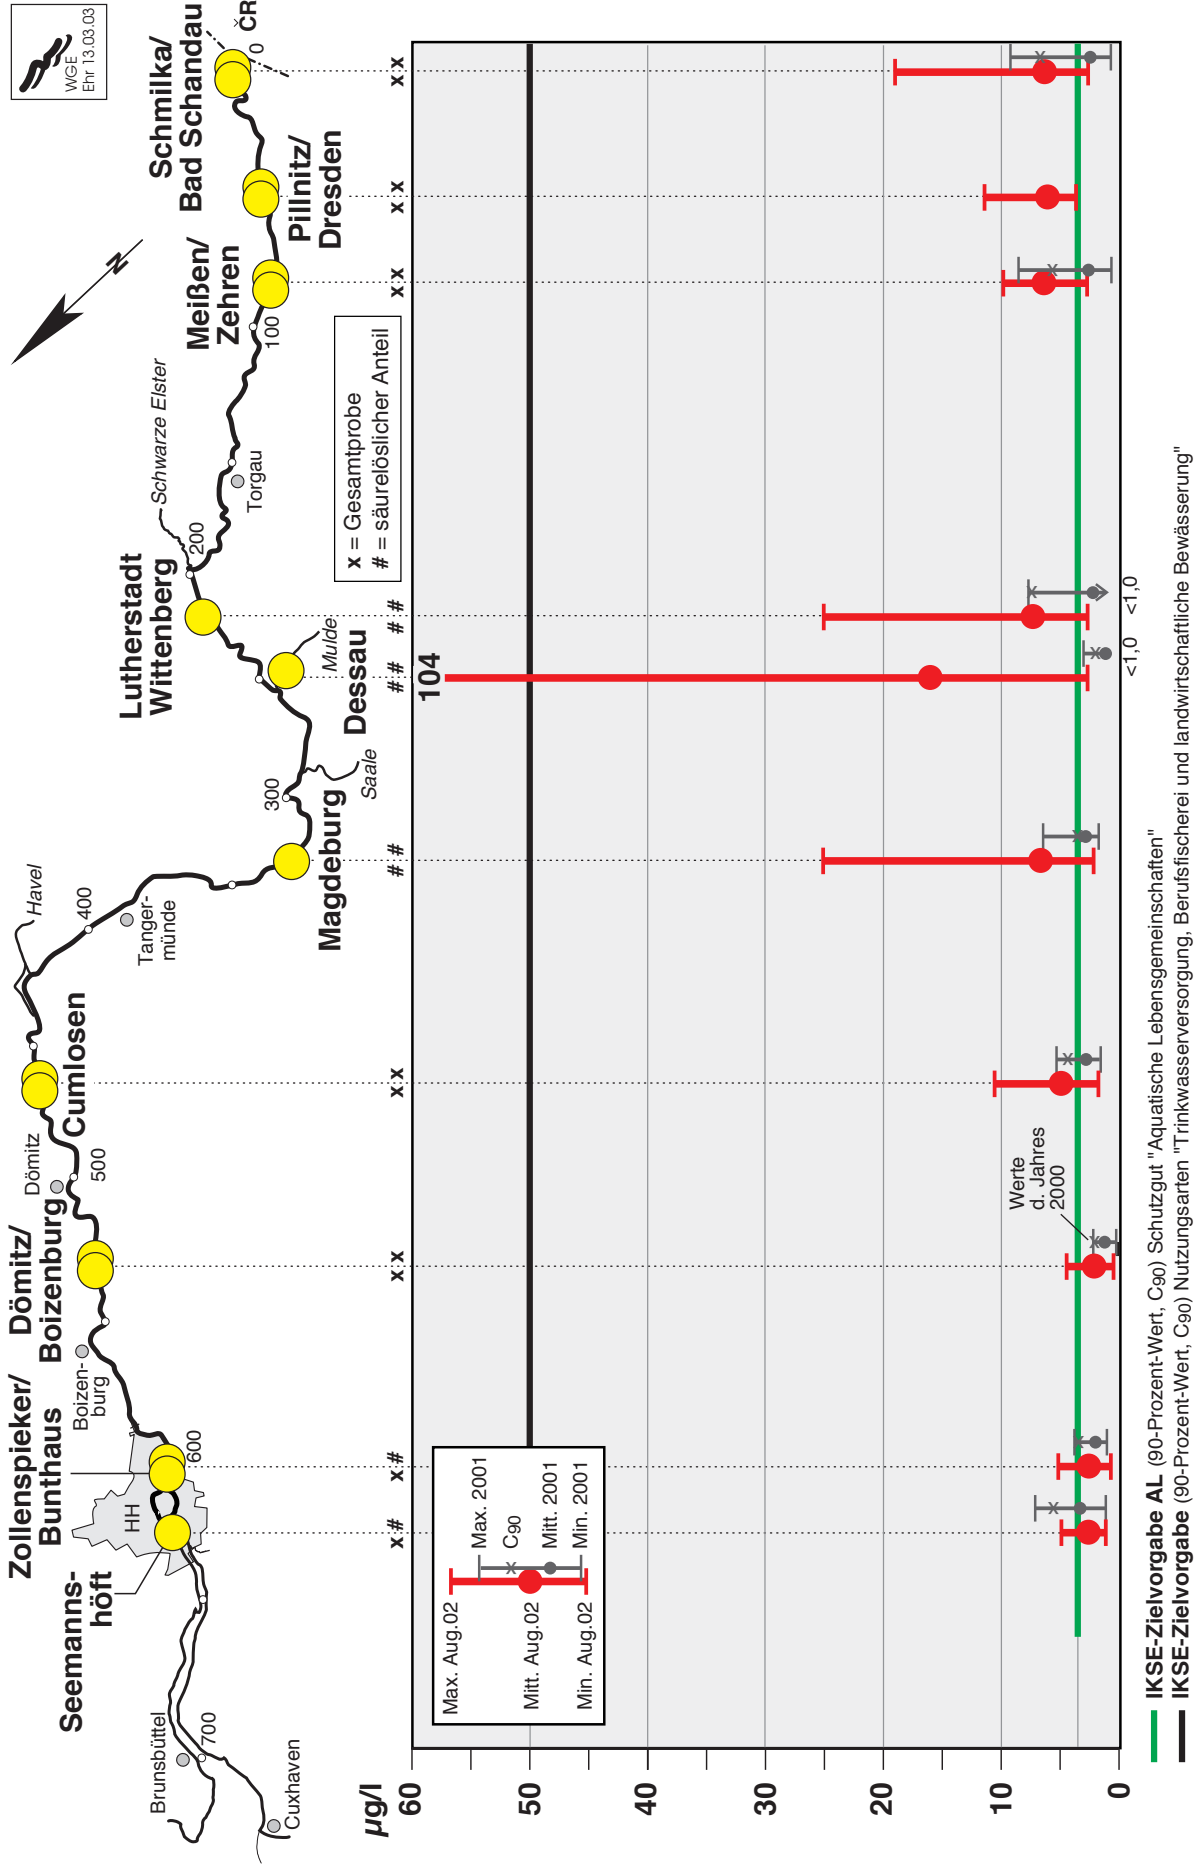 WGE
Ehr 13.03.03
Zollenspieker/
Bunthaus
Dömitz/
Boizenburg
Dömitz
Cumlosen
Havel
Lutherstadt
Wittenberg
Schwarze Elster
Meißen/
Zehren
Schmilka/
Bad Schandau
ČR
N
Seemanns-
höft
HH
Boizen-
burg
Tanger-
münde
Magdeburg
Saale
Dessau
Mulde
Torgau
Pillnitz/
Dresden
Brunsbüttel
Cuxhaven
700
600
500
400
300
200
100
0
x = Gesamtprobe
# = säurelöslicher Anteil
x #
x #
x x
x x
# #
# #
# #
x x
x x
x x
104
µg/l
60
50
40
30
20
10
0
Max. Aug.02
Mitt. Aug.02
Min. Aug.02
Max. 2001
C90
Mitt. 2001
Min. 2001
Werte
d. Jahres
2000
<1,0
<1,0
IKSE-Zielvorgabe AL (90-Prozent-Wert, C90) Schutzgut "Aquatische Lebensgemeinschaften"
IKSE-Zielvorgabe (90-Prozent-Wert, C90) Nutzungsarten "Trinkwasserversorgung, Berufsfischerei und landwirtschaftliche Bewässerung"